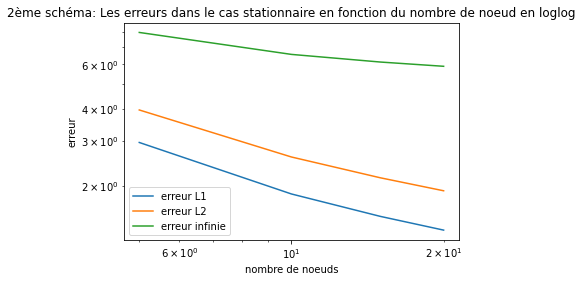 2ème schéma: Les erreurs dans le cas stationnaire en fonction du nombre de noeud en loglog
6 × 10⁰
4 × 10⁰
3 × 10⁰
2 × 10⁰
erreur
erreur L1
erreur L2
erreur infinie
6 × 10⁰
10¹
2 × 10¹
nombre de noeuds